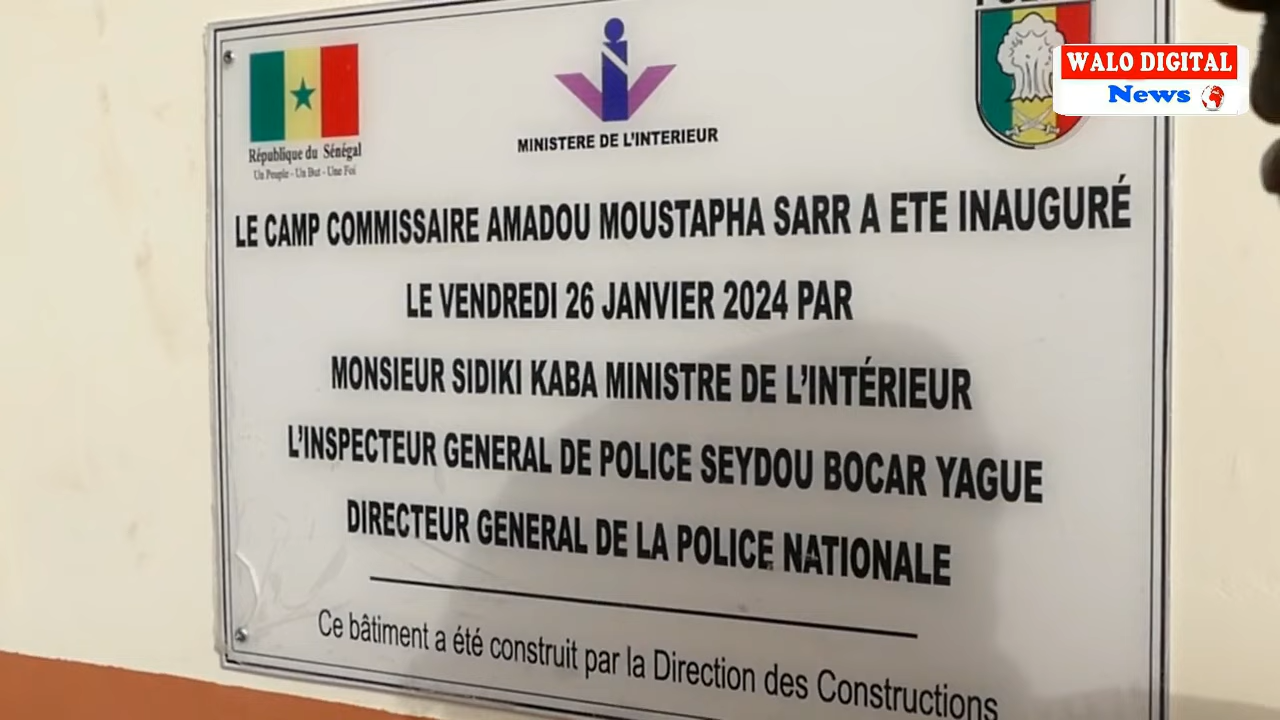 WALO DIGITAL
News
République du Sénégal
Un Peuple - Un But - Une Foi
MINISTERE DE L'INTERIEUR
LE CAMP COMMISSAIRE AMADOU MOUSTAPHA SARR A ETE INAUGURÉ
LE VENDREDI 26 JANVIER 2024 PAR
MONSIEUR SIDIKI KABA MINISTRE DE L'INTÉRIEUR
L'INSPECTEUR GENERAL DE POLICE SEYDOU BOCAR YAGUE
DIRECTEUR GENERAL DE LA POLICE NATIONALE
Ce bâtiment a été construit par la Direction des Constructions